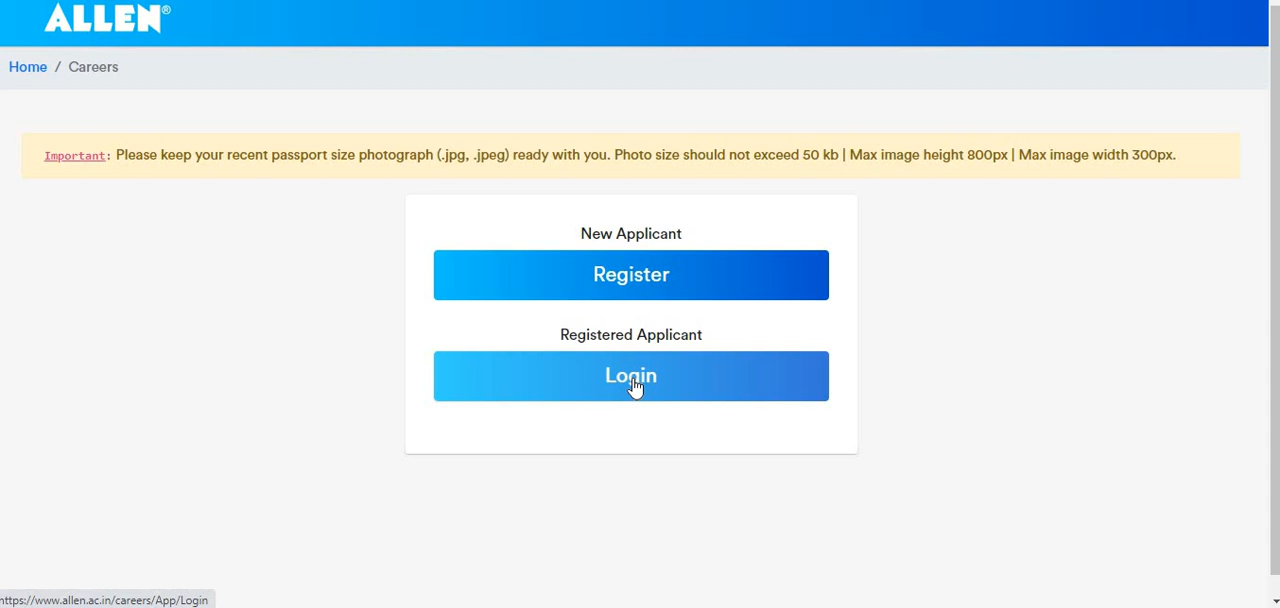 ALLEN®
Home / Careers
Important: Please keep your recent passport size photograph (.jpg, .jpeg) ready with you. Photo size should not exceed 50 kb | Max image height 800px | Max image width 300px.
New Applicant
Register
Registered Applicant
Login
https://www.allen.ac.in/careers/App/Login